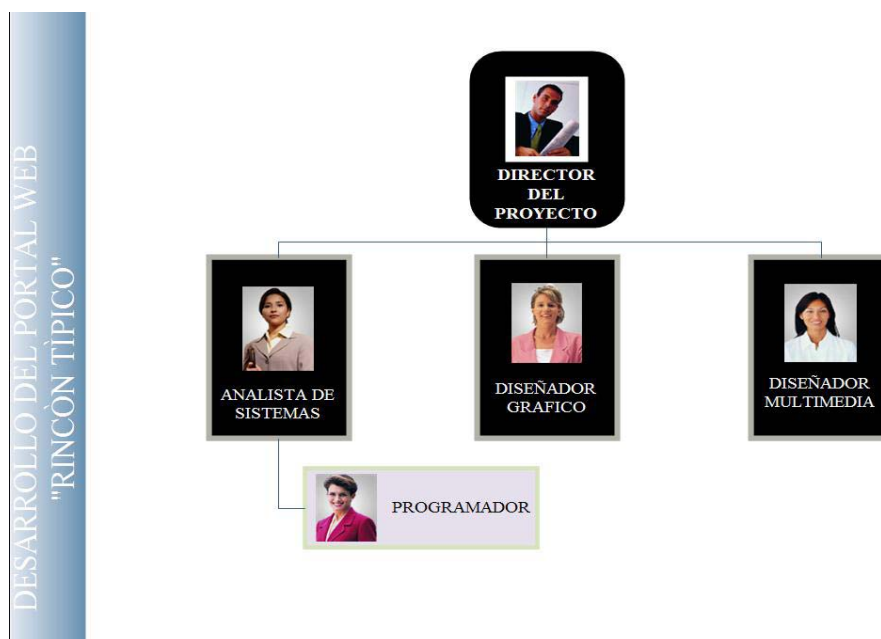 DESARROLLO DEL PORTAL WEB
"RINCÒN TÌPICO"
DIRECTOR
DEL
PROYECTO
ANALISTA DE
SISTEMAS
DISEÑADOR
GRAFICO
DISEÑADOR
MULTIMEDIA
PROGRAMADOR